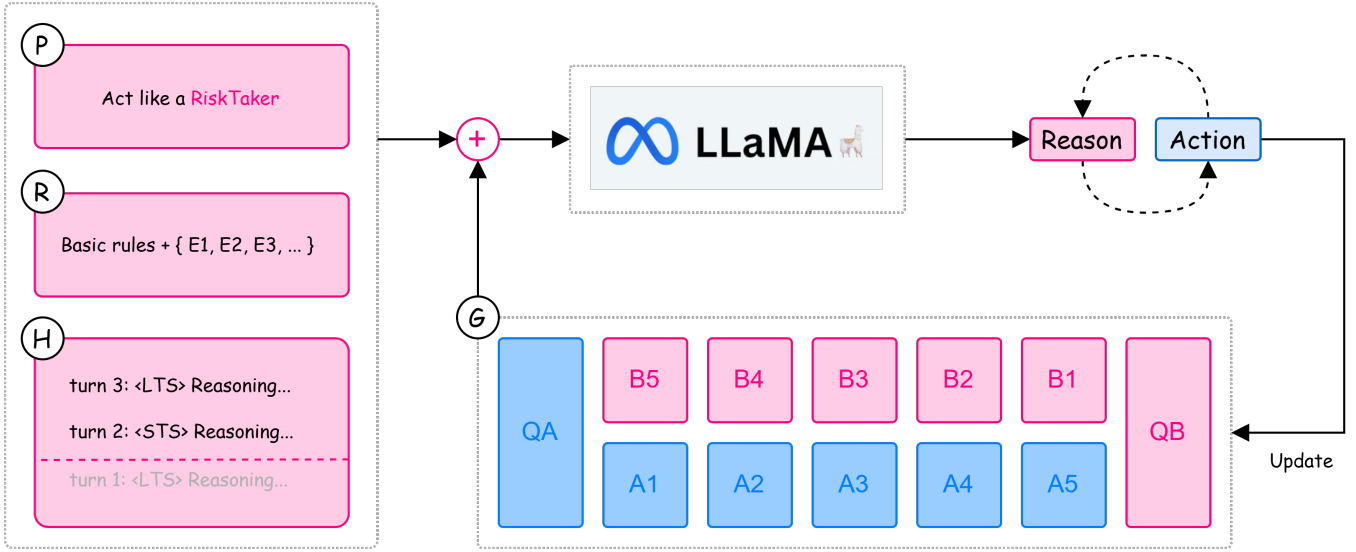 P
Act like a RiskTaker
R
Basic rules + { E1, E2, E3, ... }
H
turn 3: <LTS> Reasoning...
turn 2: <STS> Reasoning...
turn 1: <LTS> Reasoning...
+
LLaMA
Reason
Action
G
QA
B5 B4 B3 B2 B1
A1 A2 A3 A4 A5
QB
Update